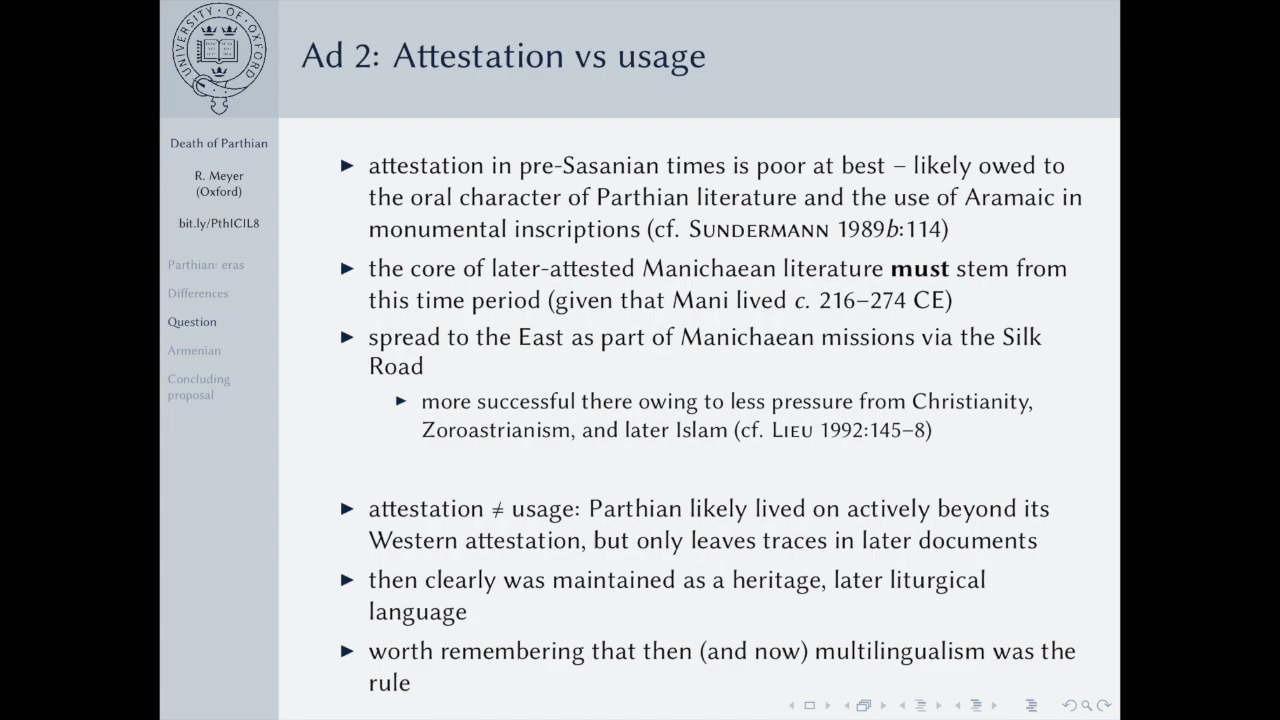 UNIVERSITY OF OXFORD
Ad 2: Attestation vs usage
Death of Parthian
R. Meyer
(Oxford)
bit.ly/PthICIL8
Parthian: eras
Differences
Question
Armenian
Concluding
proposal
attestation in pre-Sasanian times is poor at best – likely owed to
the oral character of Parthian literature and the use of Aramaic in
monumental inscriptions (cf. Sundermann 1989b:114)
the core of later-attested Manichaean literature must stem from
this time period (given that Mani lived c. 216–274 CE)
spread to the East as part of Manichaean missions via the Silk
Road
more successful there owing to less pressure from Christianity,
Zoroastrianism, and later Islam (cf. Lieu 1992:145–8)
attestation ≠ usage: Parthian likely lived on actively beyond its
Western attestation, but only leaves traces in later documents
then clearly was maintained as a heritage, later liturgical
language
worth remembering that then (and now) multilingualism was the
rule